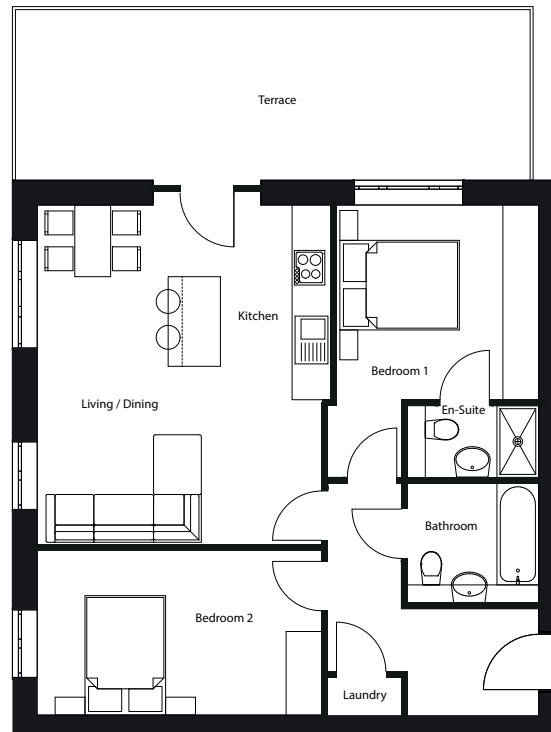 Terrace
Kitchen
Bedroom 1
Living / Dining
En-Suite
Bathroom
Bedroom 2
Laundry